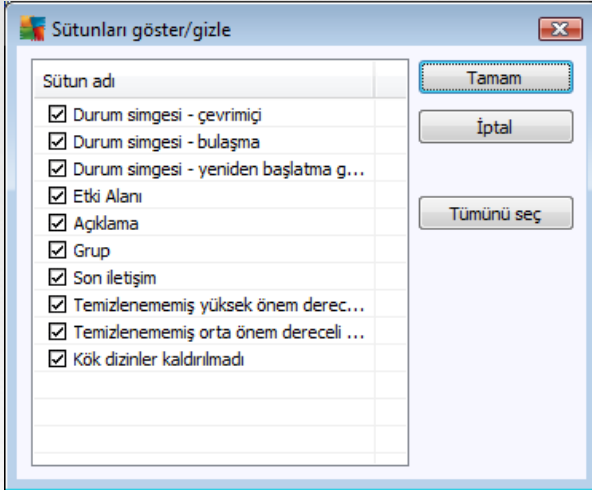 Sütunları göster/gizle
Sütun adı
Durum simgesi - çevrimiçi
Durum simgesi - bulaşma
Durum simgesi - yeniden başlatma g...
Etki Alanı
Açıklama
Grup
Son iletişim
Temizlenememiş yüksek önem derec...
Temizlenememiş orta önem dereceli ...
Kök dizinler kaldırılmadı
Tamam
İptal
Tümünü seç